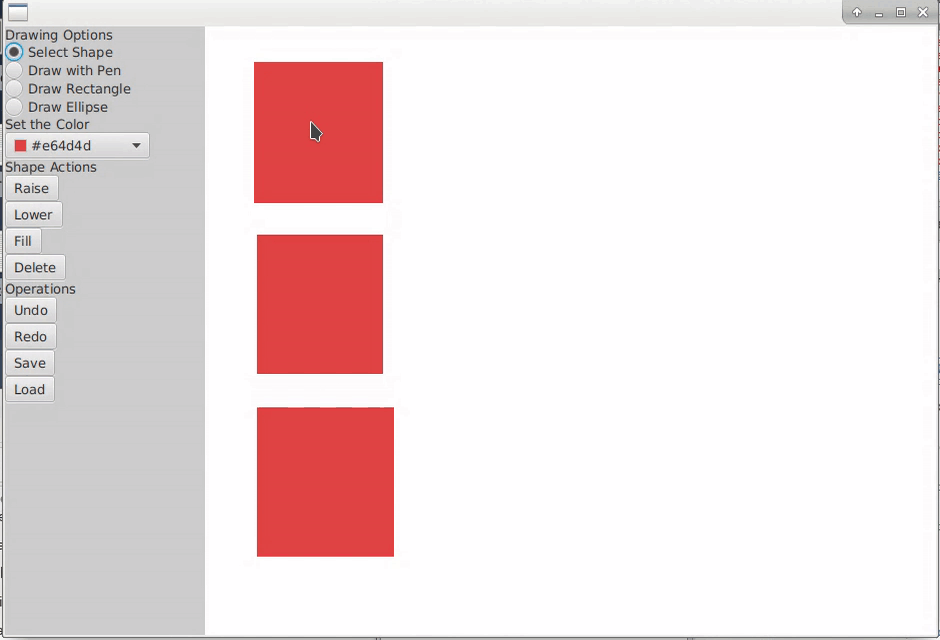 Drawing Options
Select Shape
Draw with Pen
Draw Rectangle
Draw Ellipse
Set the Color
#e64d4d
Shape Actions
Raise
Lower
Fill
Delete
Operations
Undo
Redo
Save
Load